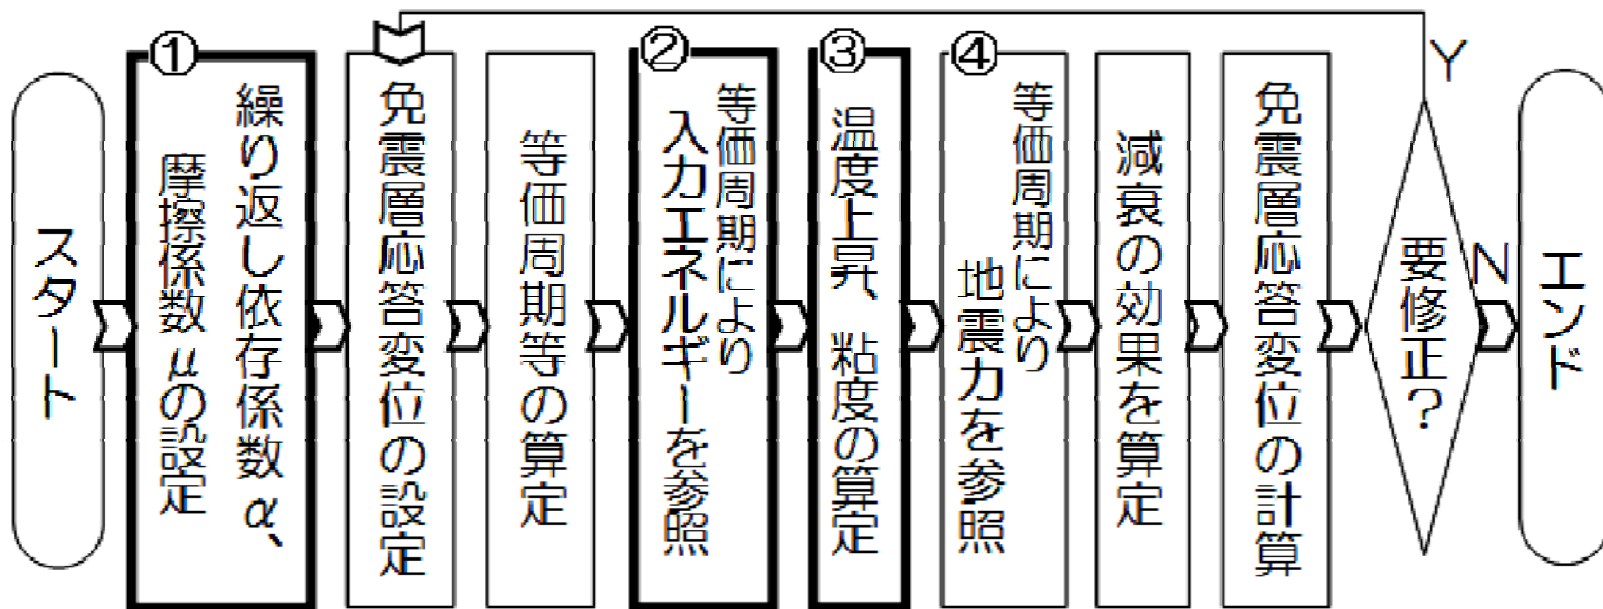 スタート
①
繰り返し依存係数α、
摩擦係数μの設定
免震層応答変位の設定
等価周期等の算定
②
等価周期により
入力エネルギーを参照
③
温度上昇、粘度の算定
④
等価周期により
地震力を参照
減衰の効果を算定
免震層応答変位の計算
要修正？
Y
N
エンド